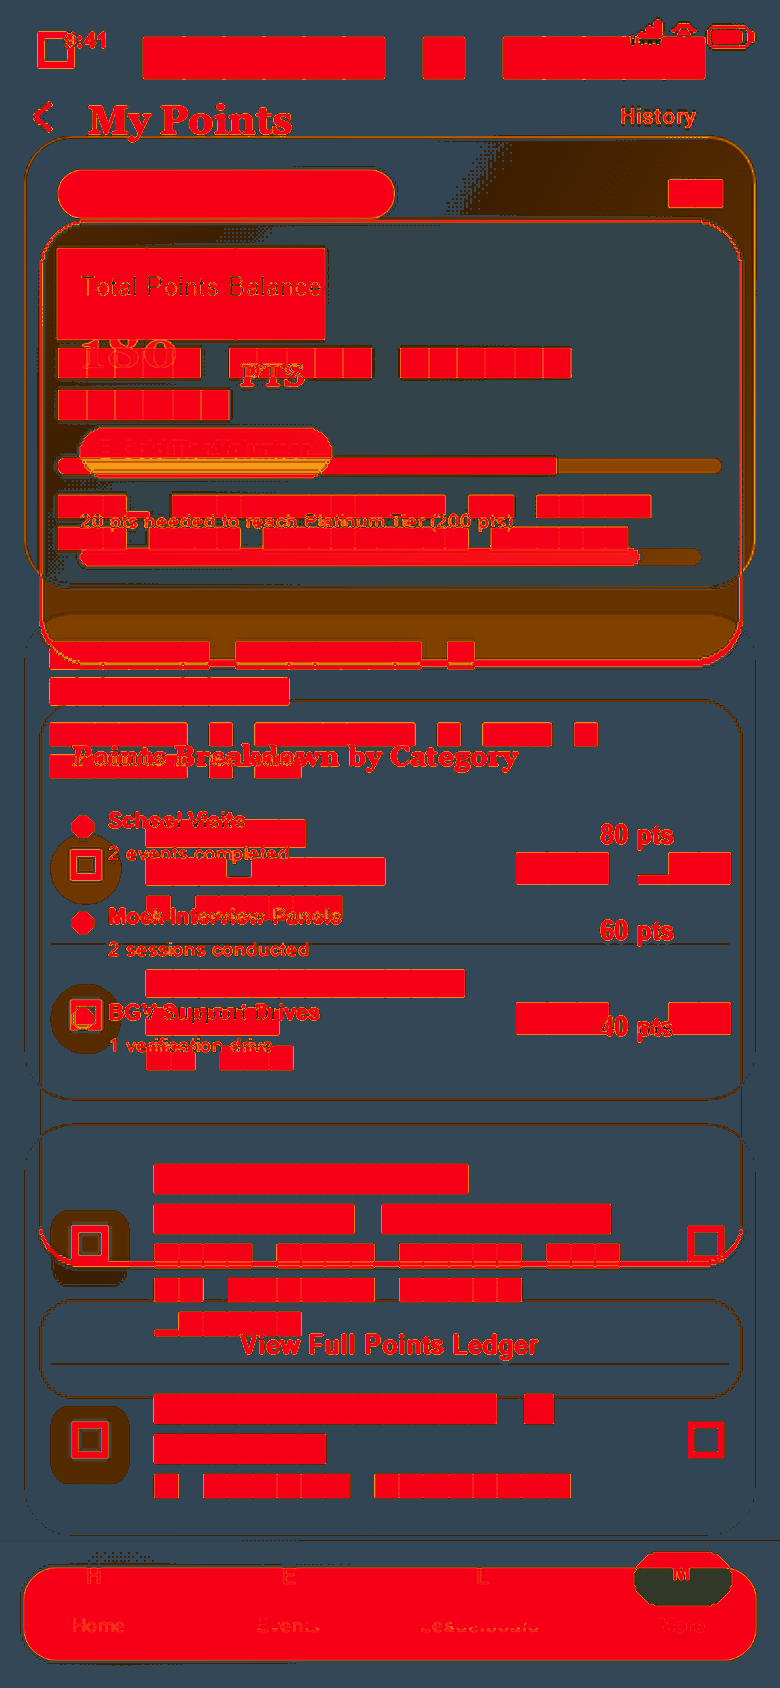 9:41
My Points
History
Total Points Balance
180
PTS
20 pts needed to reach Platinum Tier (200 pts)
Points Breakdown by Category
School Visits
80 pts
2 events completed
Mock Interview Panels
60 pts
2 sessions conducted
BGV Support Drives
40 pts
1 verification drive
View Full Points Ledger
H
E
L
M
Home
Events
Leaderboard
More